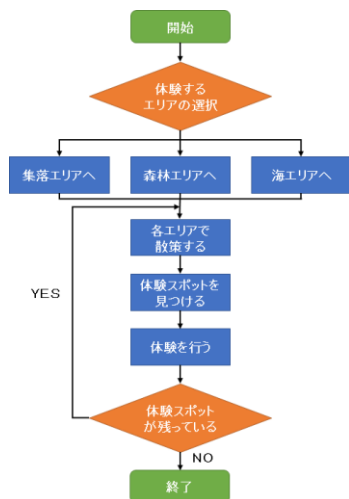 開始
体験する
エリアの選択
集落エリアへ
森林エリアへ
海エリアへ
各エリアで
散策する
YES
体験スポットを
見つける
体験を行う
体験スポット
が残っている
NO
終了